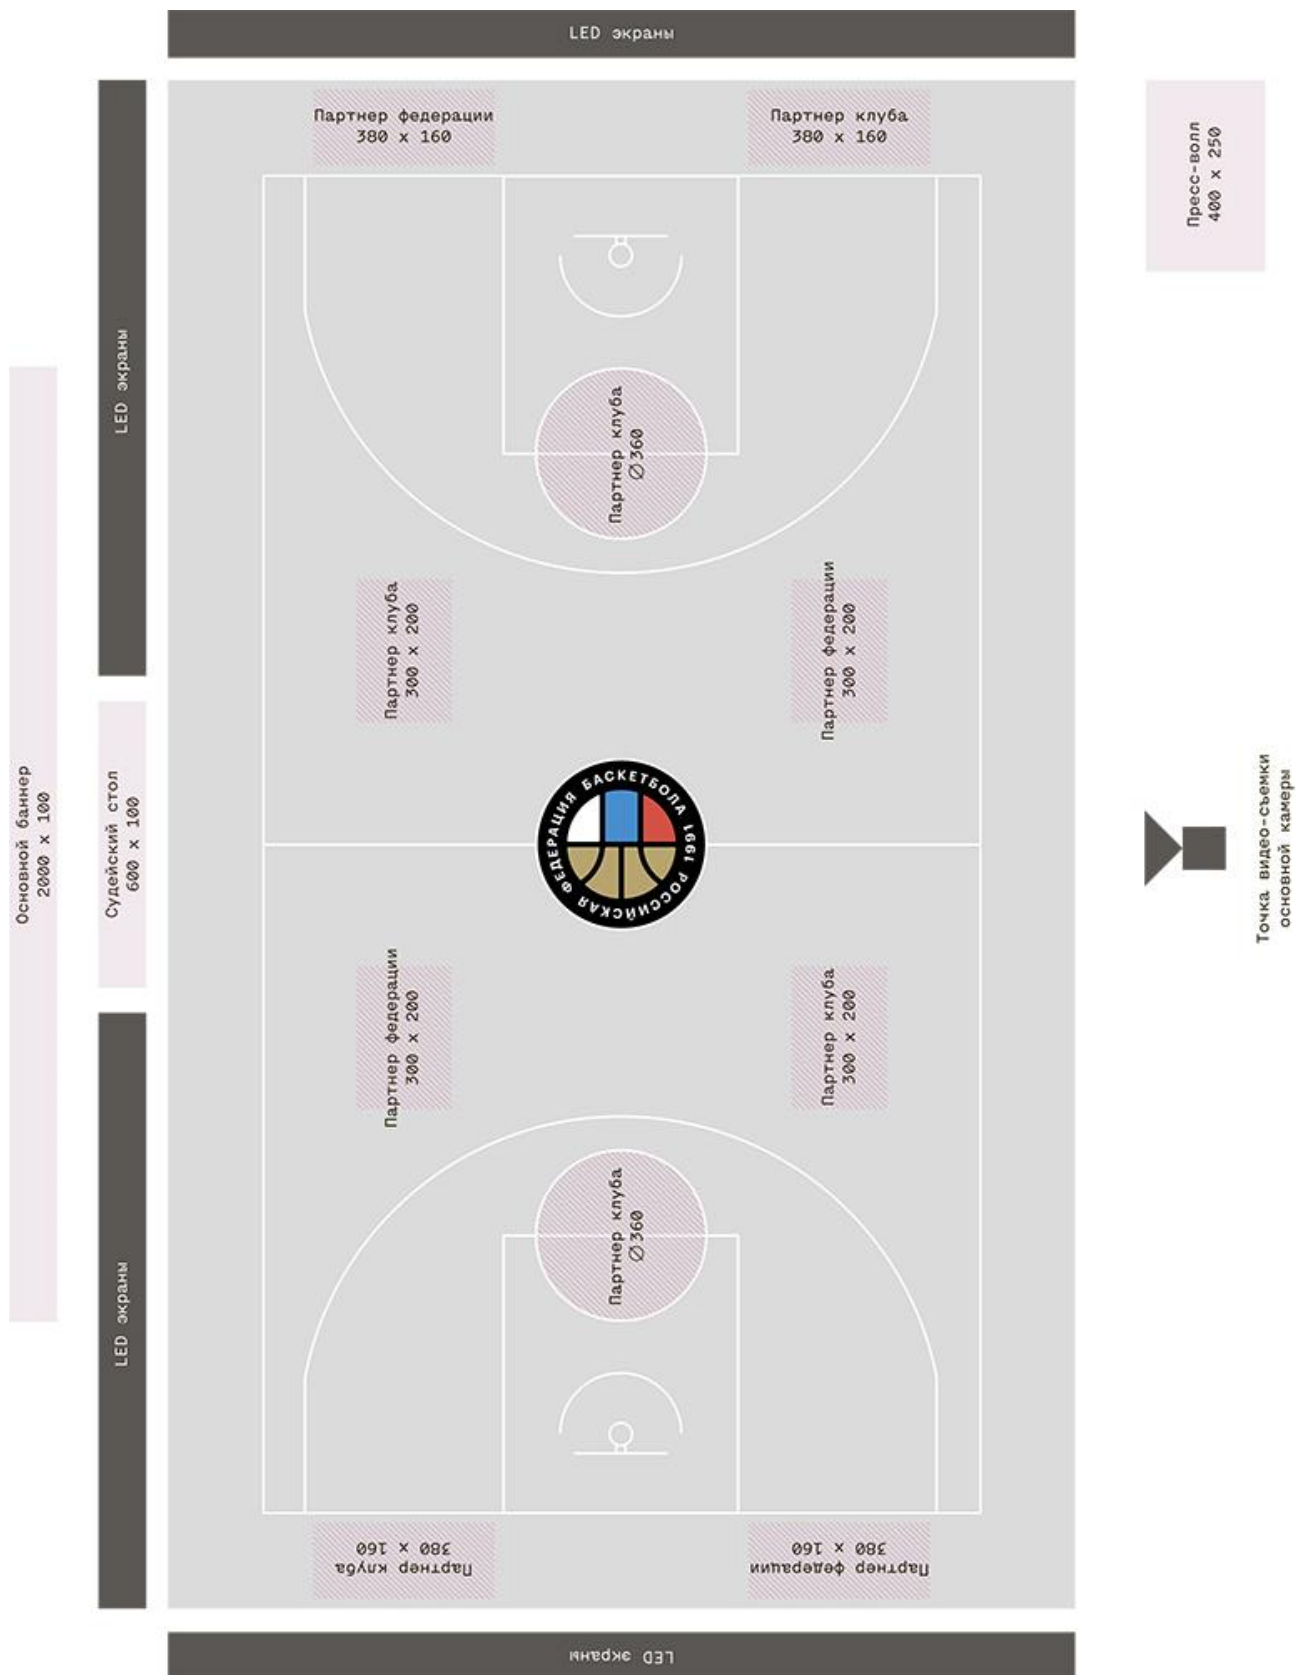 LED экраны
Партнер федерации
380 x 160
Партнер клуба
380 x 160
Пресс-волл
400 x 250
LED экраны
Партнер клуба
∅360
Партнер клуба
300 x 200
Партнер федерации
300 x 200
Основной баннер
2000 x 100
Судейский стол
600 x 100
РОССИЙСКАЯ ФЕДЕРАЦИЯ БАСКЕТБОЛА 1991
Точка видео-съемки
основной камеры
Партнер федерации
300 x 200
Партнер клуба
300 x 200
Партнер клуба
∅360
LED экраны
Партнер клуба
380 x 160
Партнер федерации
380 x 160
LED экраны